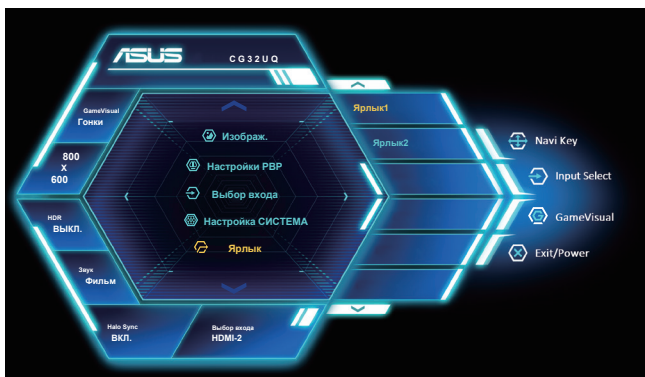 ASUS
CG32UQ
GameVisual
Гонки
800
X
600
HDR
ВЫКЛ.
Звук
Фильм
Halo Sync
ВКЛ.
Выбор входа
HDMI-2
Изображ.
Настройки PBP
Выбор входа
Настройка СИСТЕМА
Ярлык
Ярлык1
Ярлык2
Navi Key
Input Select
GameVisual
Exit/Power